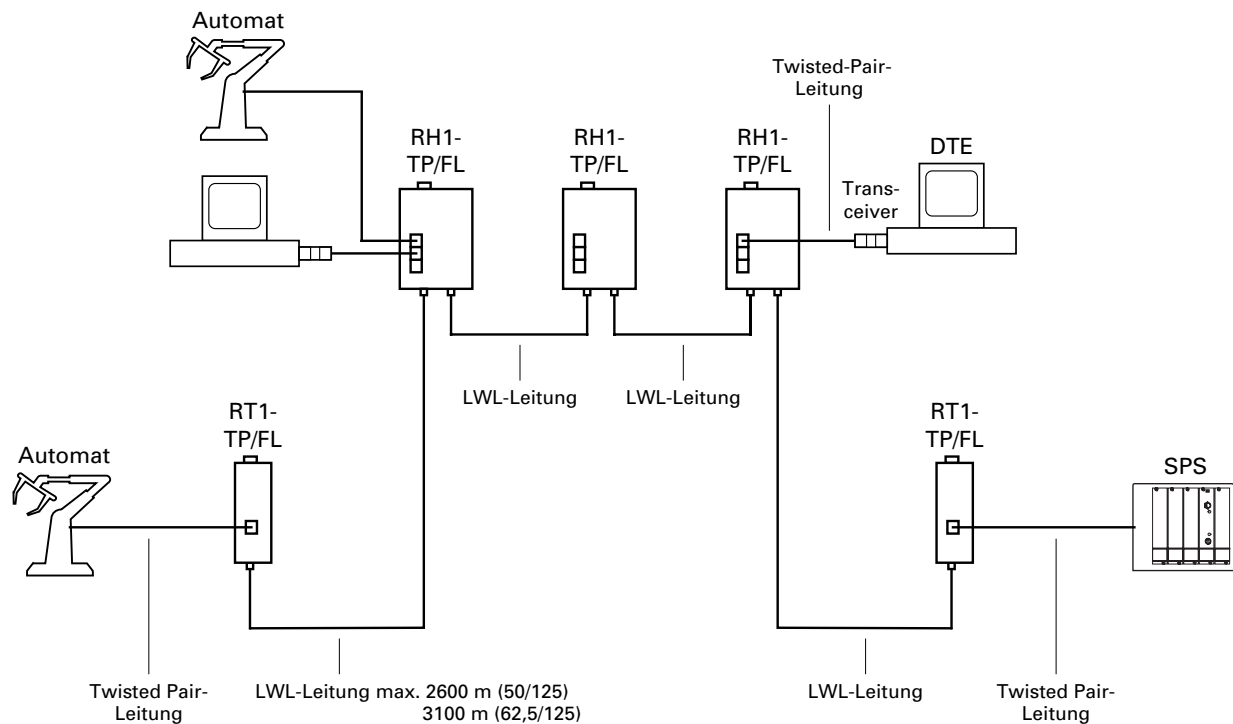 Automat
Twisted-Pair-
Leitung
RH1-
TP/FL
RH1-
TP/FL
RH1-
TP/FL
DTE
Trans-
ceiver
LWL-Leitung
LWL-Leitung
RT1-
TP/FL
RT1-
TP/FL
Automat
SPS
Twisted Pair-
Leitung
LWL-Leitung max. 2600 m (50/125)
3100 m (62,5/125)
LWL-Leitung
Twisted Pair-
Leitung